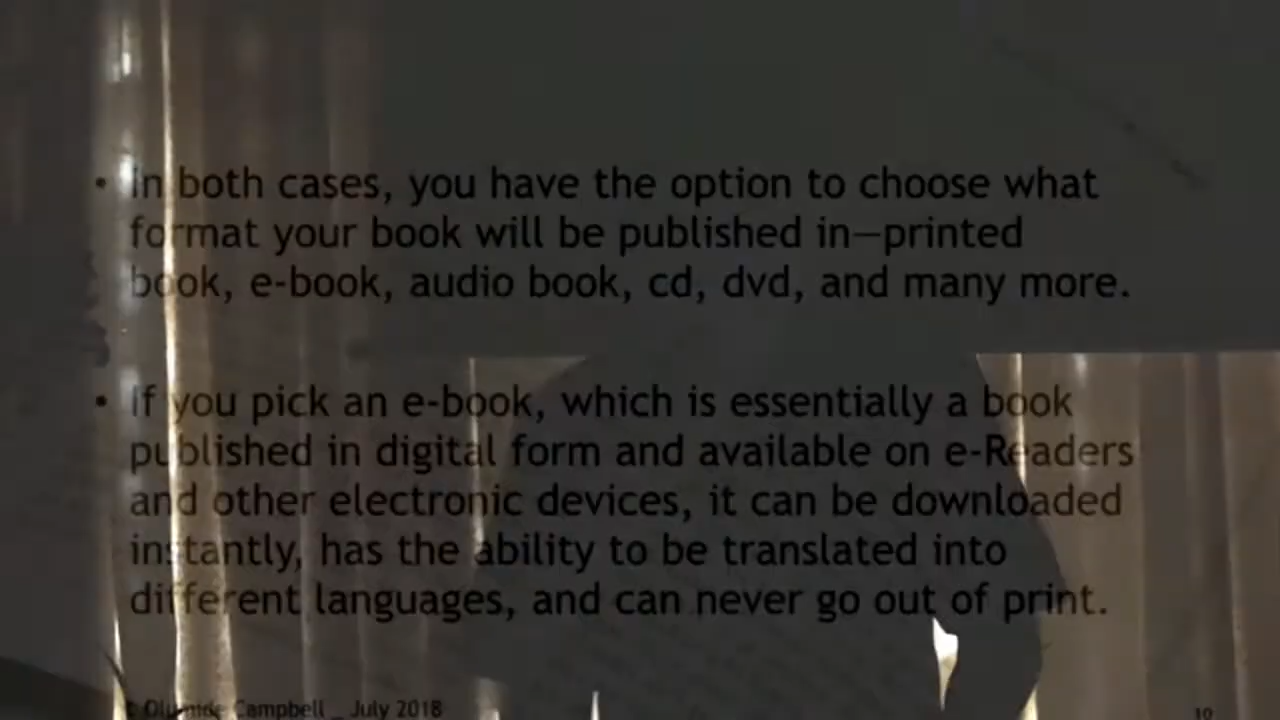 • In both cases, you have the option to choose what
format your book will be published in—printed
book, e-book, audio book, cd, dvd, and many more.
• If you pick an e-book, which is essentially a book
published in digital form and available on e-Readers
and other electronic devices, it can be downloaded
instantly, has the ability to be translated into
different languages, and can never go out of print.
© Olumide Campbell _ July 2018
10